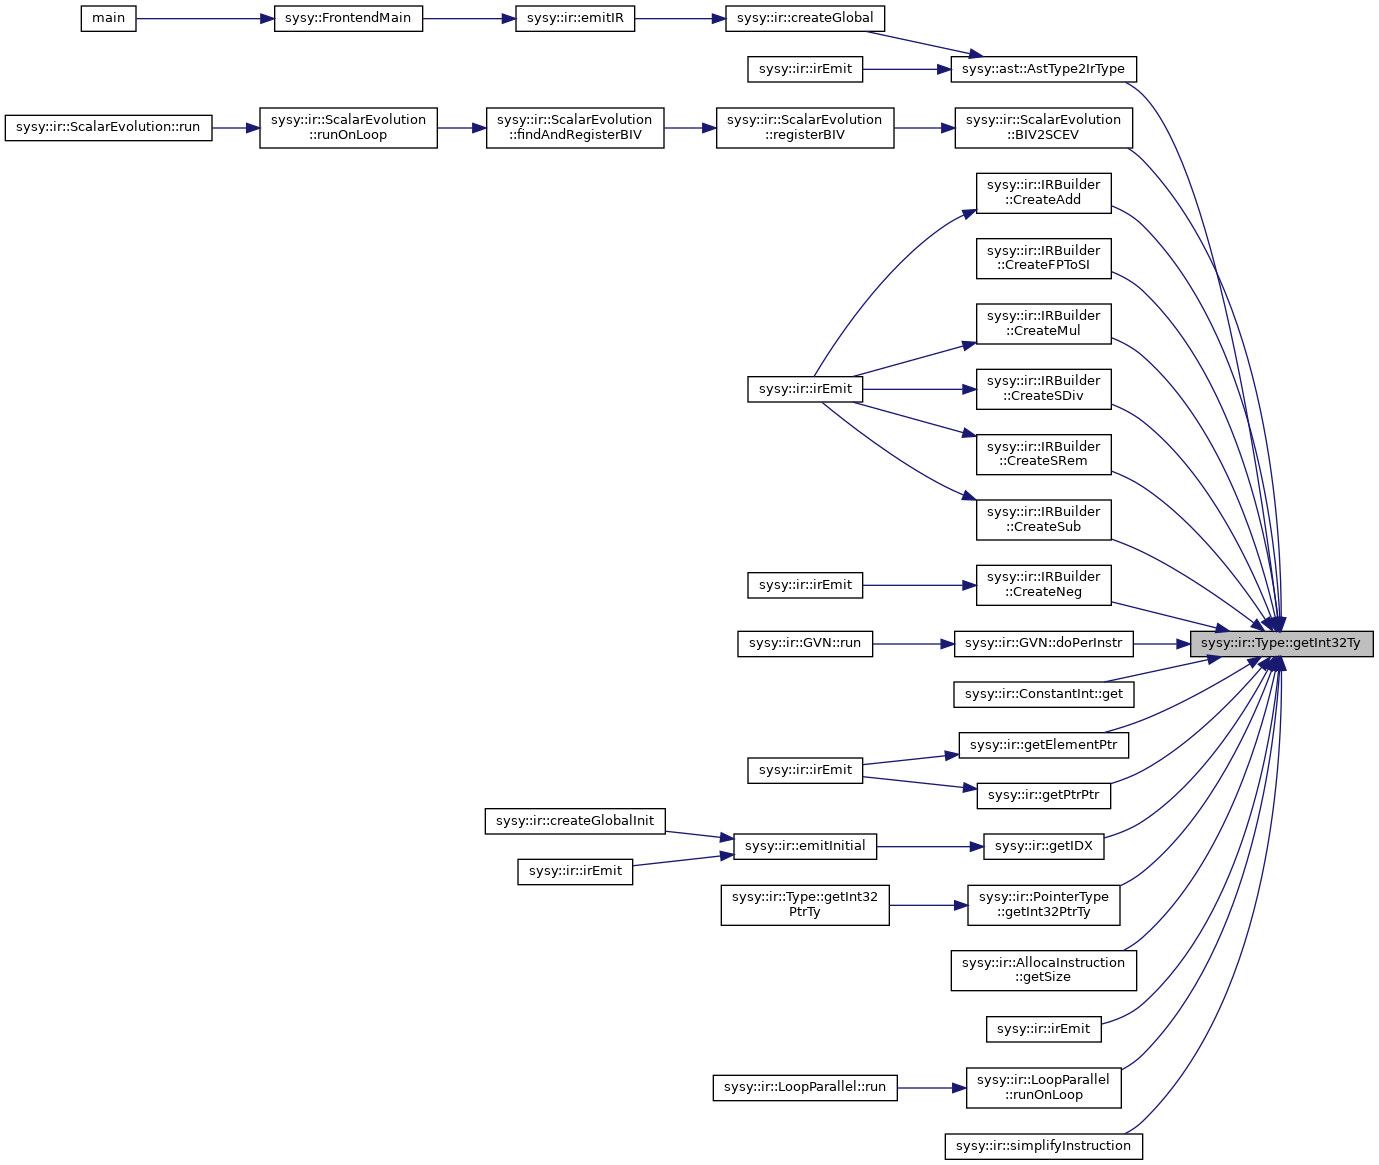 main
sysy::FrontendMain
sysy::ir::emitIR
sysy::ir::createGlobal
sysy::ir::irEmit
sysy::ast::AstType2IrType
sysy::ir::ScalarEvolution::run
sysy::ir::ScalarEvolution
::runOnLoop
sysy::ir::ScalarEvolution
::findAndRegisterBIV
sysy::ir::ScalarEvolution
::registerBIV
sysy::ir::ScalarEvolution
::BIV2SCEV
sysy::ir::IRBuilder
::CreateAdd
sysy::ir::IRBuilder
::CreateFPToSI
sysy::ir::IRBuilder
::CreateMul
sysy::ir::irEmit
sysy::ir::IRBuilder
::CreateSDiv
sysy::ir::IRBuilder
::CreateSRem
sysy::ir::IRBuilder
::CreateSub
sysy::ir::irEmit
sysy::ir::IRBuilder
::CreateNeg
sysy::ir::GVN::run
sysy::ir::GVN::doPerInstr
sysy::ir::Type::getInt32Ty
sysy::ir::ConstantInt::get
sysy::ir::getElementPtr
sysy::ir::irEmit
sysy::ir::getPtrPtr
sysy::ir::createGlobalInit
sysy::ir::emitInitial
sysy::ir::getIDX
sysy::ir::irEmit
sysy::ir::Type::getInt32
PtrTy
sysy::ir::PointerType
::getInt32PtrTy
sysy::ir::AllocaInstruction
::getSize
sysy::ir::irEmit
sysy::ir::LoopParallel::run
sysy::ir::LoopParallel
::runOnLoop
sysy::ir::simplifyInstruction